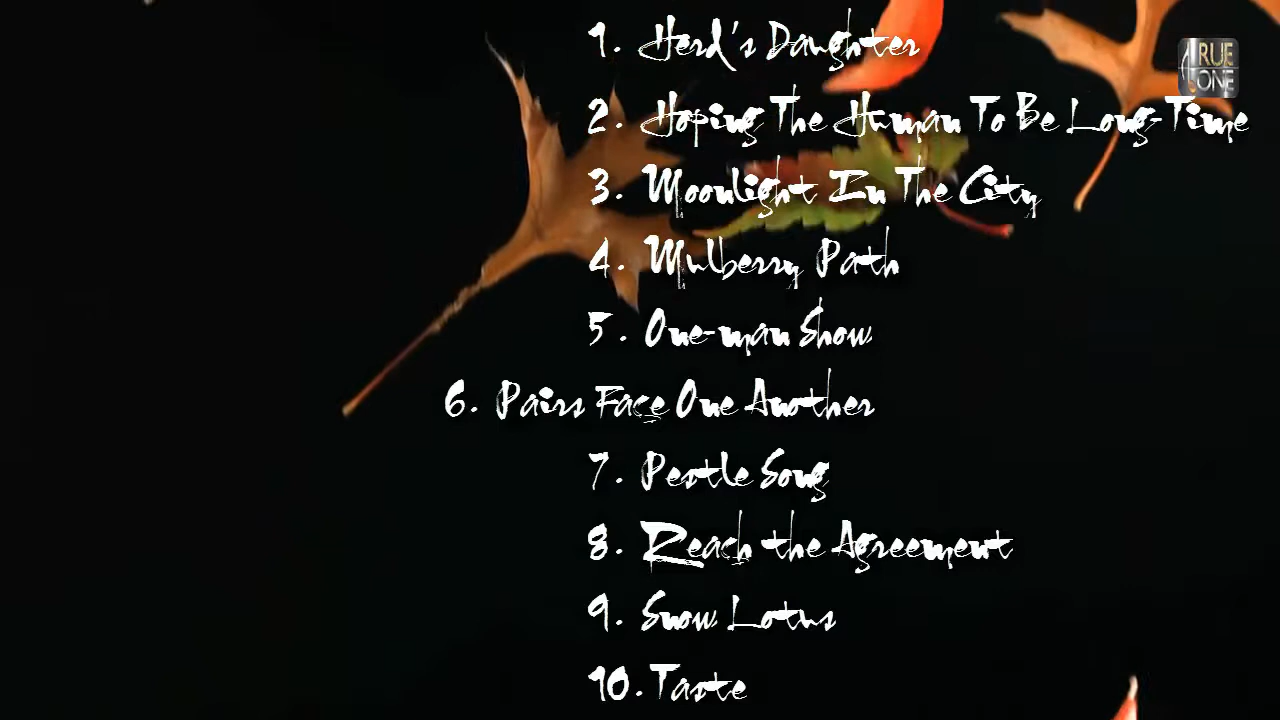 1. Herd's Daughter
TRUE TONE
2. Hoping The Human To Be Long-Time
3. Moonlight In The City
4. Mulberry Path
5. One-man Show
6. Pairs Face One Another
7. Pestle Song
8. Reach the Agreement
9. Snow Lotus
10. Taste